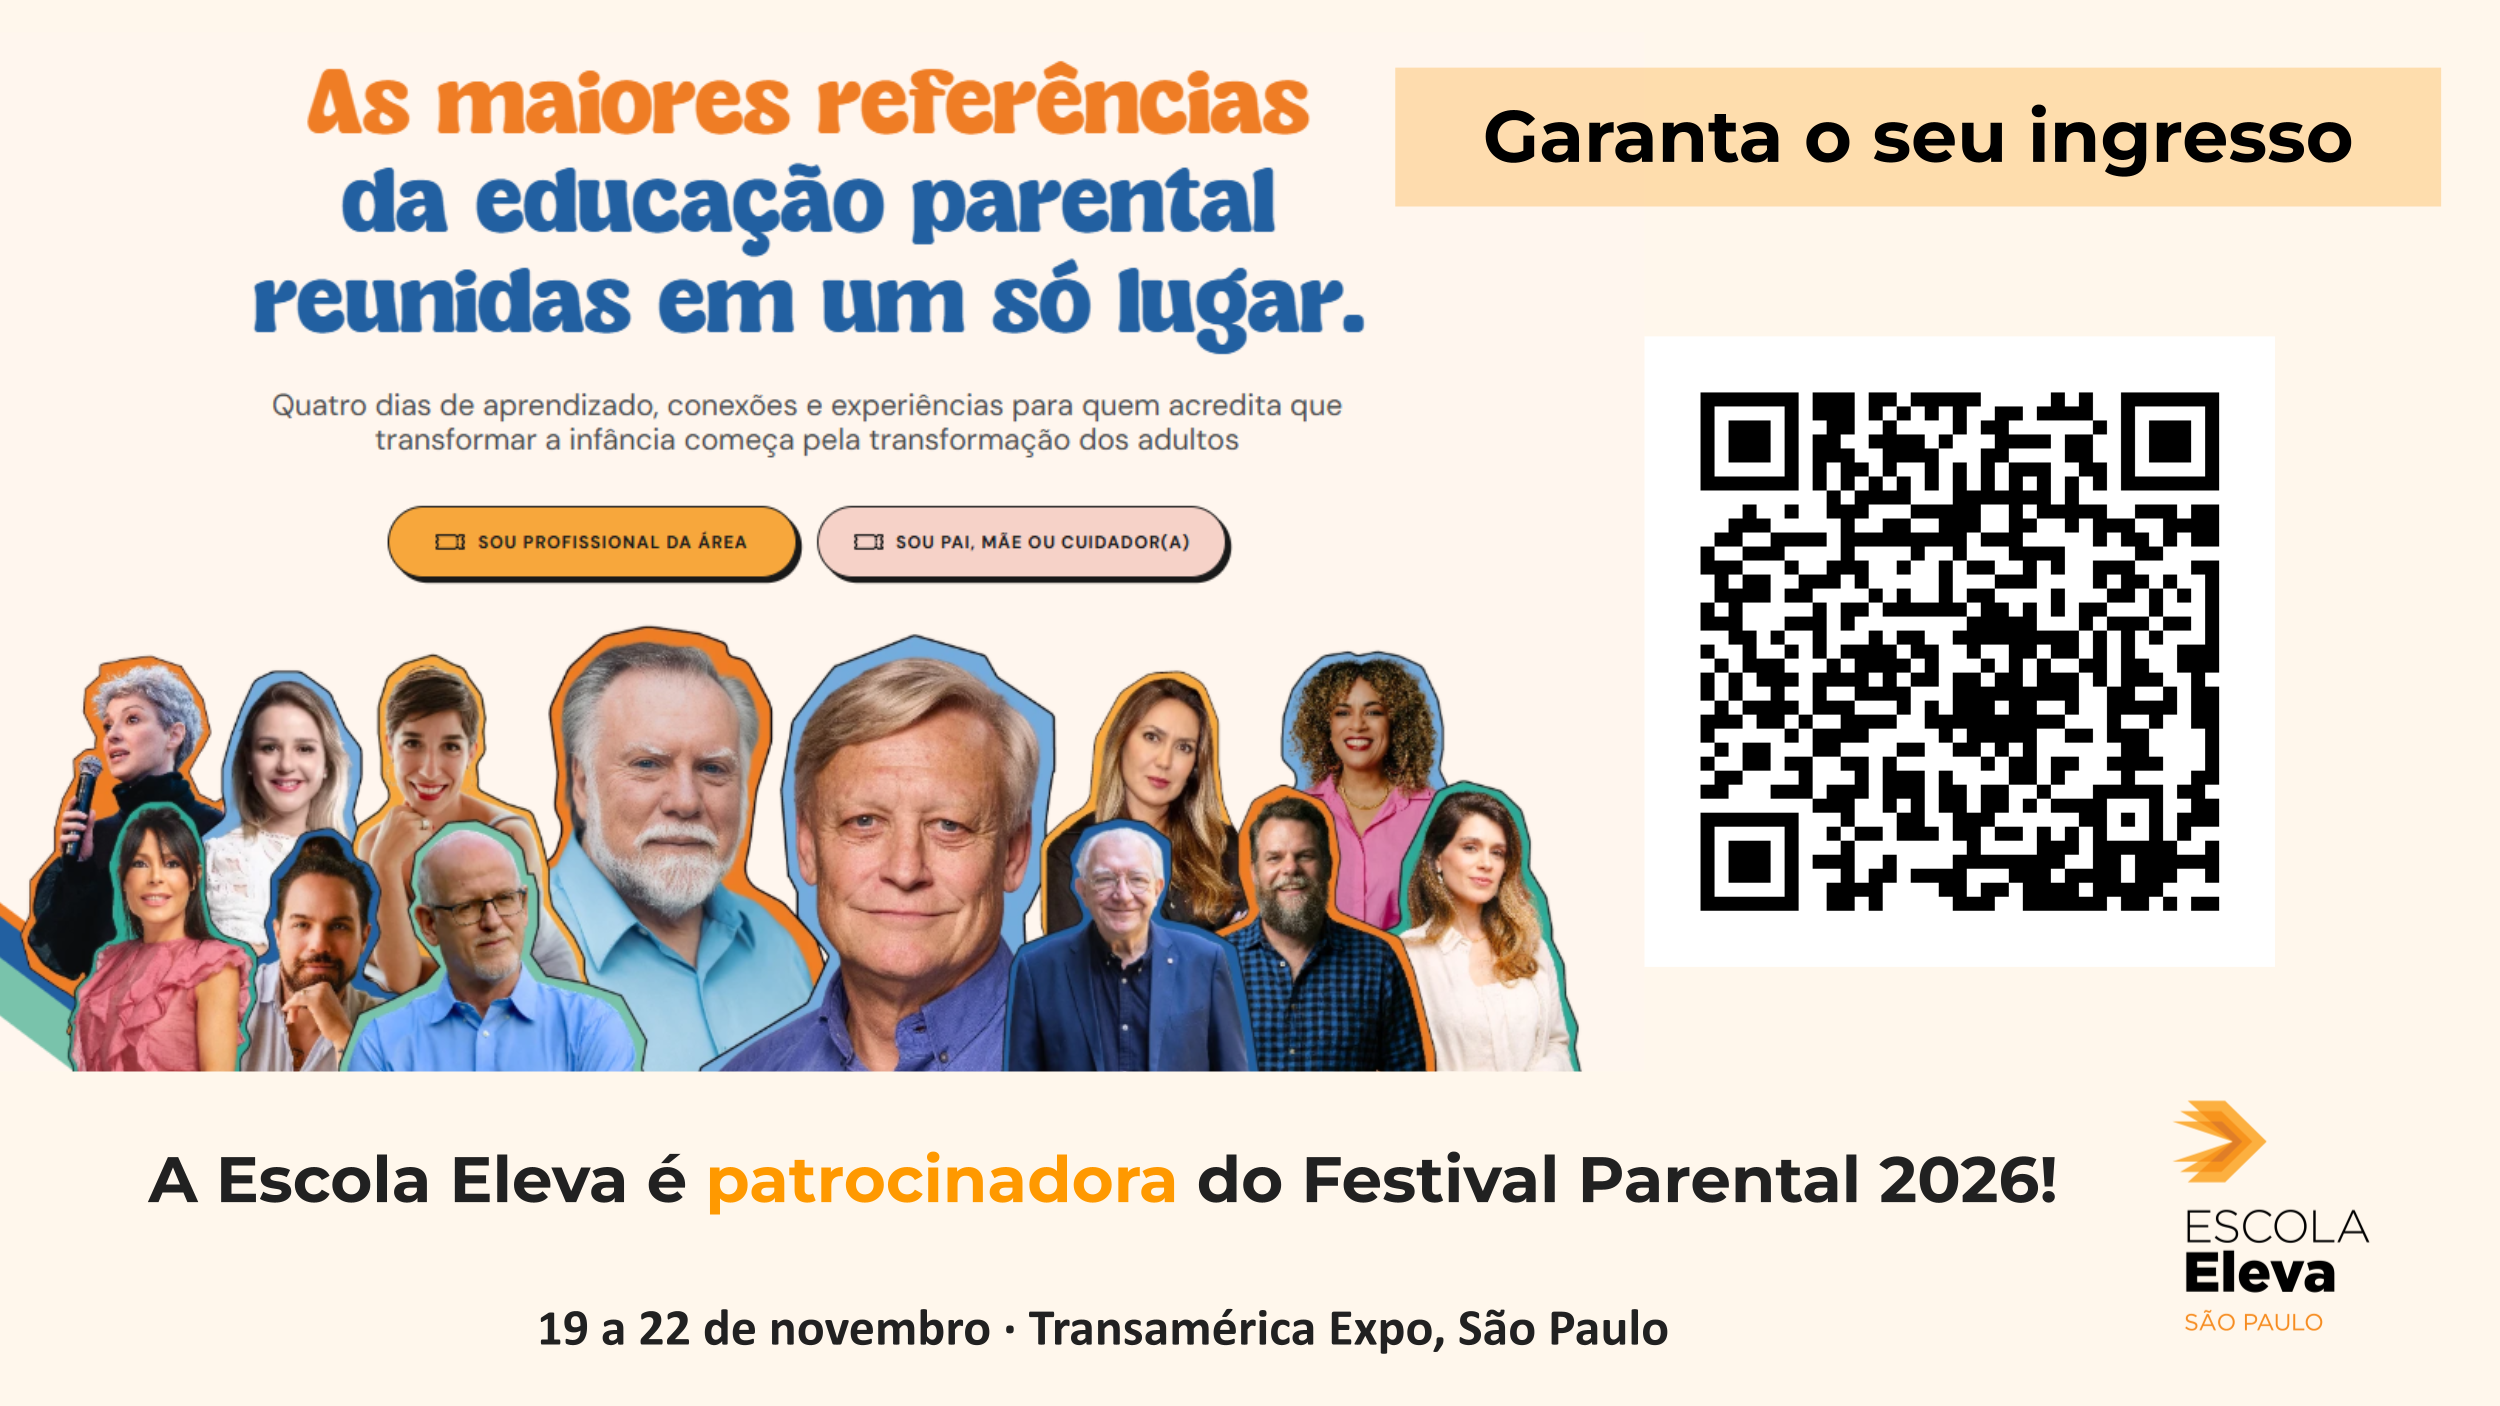 As maiores referências
da educação parental
reunidas em um só lugar.
Quatro dias de aprendizado, conexões e experiências para quem acredita que
transformar a infância começa pela transformação dos adultos
SOU PROFISSIONAL DA ÁREA
SOU PAI, MÃE OU CUIDADOR(A)
Garanta o seu ingresso
A Escola Eleva é patrocinadora do Festival Parental 2026!
19 a 22 de novembro · Transamérica Expo, São Paulo
ESCOLA
Eleva
SÃO PAULO